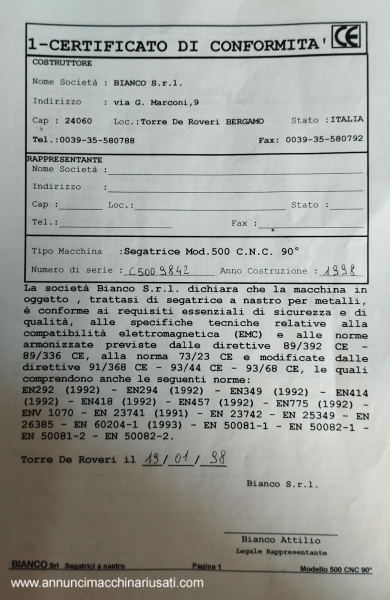 1-CERTIFICATO DI CONFORMITA' CE
COSTRUTTORE
Nome Società : BIANCO S.r.l.
Indirizzo : via G. Marconi,9
Cap : 24060 Loc.:Torre De Roveri BERGAMO Stato :ITALIA
Tel.:0039-35-580788 Fax: 0039-35-580792
RAPPRESENTANTE
Nome Società :
Indirizzo :
Cap : Loc.: Stato :
Tel.: Fax :
Tipo Macchina :Segatrice Mod.500 C.N.C. 90°
Numero di serie : C5009842 Anno Costruzione : 1998
La società Bianco S.r.l. dichiara che la macchina in
oggetto , trattasi di segatrice a nastro per metalli,
è conforme ai requisiti essenziali di sicurezza e di
qualità, alle specifiche tecniche relative alla
compatibilità elettromagnetica (EMC) e alle norme
armonizzate previste dalle direttive 89/392 CE -
89/336 CE, alla norma 73/23 CE e modificate dalle
direttive 91/368 CE - 93/44 CE - 93/68 CE, le quali
comprendono anche le seguenti norme:
EN292 (1992) - EN294 (1992) - EN349 (1992) - EN414
(1992) - EN418 (1992) - EN457 (1992) - EN775 (1992) -
ENV 1070 - EN 23741 (1991) - EN 23742 - EN 25349 - EN
26385 - EN 60204-1 (1993) - EN 50081-1 - EN 50082-1 -
EN 50081-2 - EN 50082-2.
Torre De Roveri il 19/01/98
Bianco S.r.l.
Bianco Attilio
Legale Rappresentante
BIANCO Srl Segatrici a nastro Pagina 1 Modello 500 CNC 90°
www.annuncimacchinariusati.com